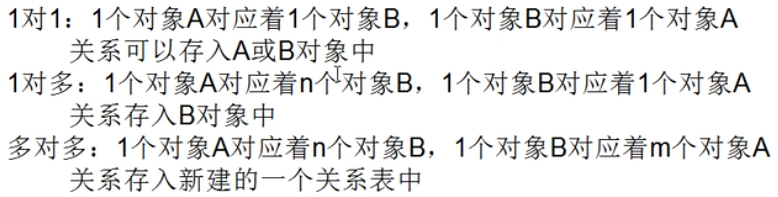 1对1：1个对象A对应着1个对象B，1个对象B对应着1个对象A
关系可以存入A或B对象中
1对多：1个对象A对应着n个对象B，1个对象B对应着1个对象A
关系存入B对象中
多对多：1个对象A对应着n个对象B，1个对象B对应着m个对象A
关系存入新建的一个关系表中